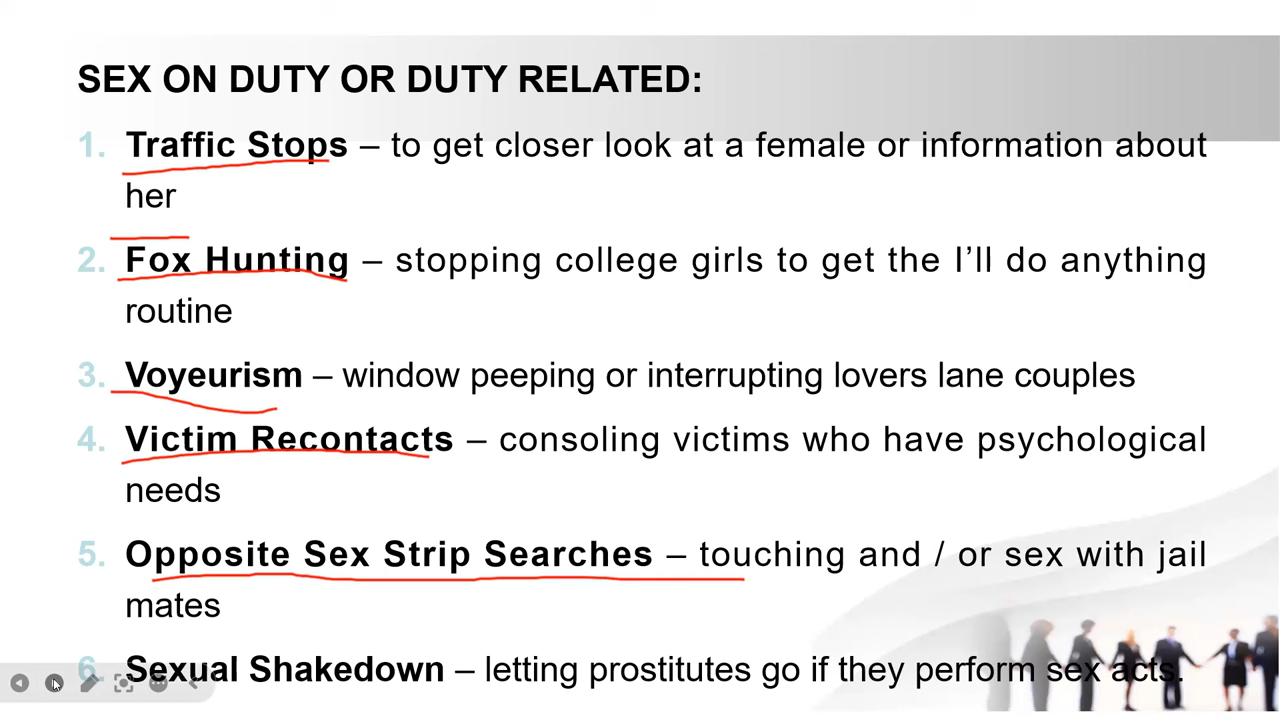 SEX ON DUTY OR DUTY RELATED:
1. Traffic Stops – to get closer look at a female or information about
her
2. Fox Hunting – stopping college girls to get the I'll do anything
routine
3. Voyeurism – window peeping or interrupting lovers lane couples
4. Victim Recontacts – consoling victims who have psychological
needs
5. Opposite Sex Strip Searches – touching and / or sex with jail
mates
6. Sexual Shakedown – letting prostitutes go if they perform sex acts.